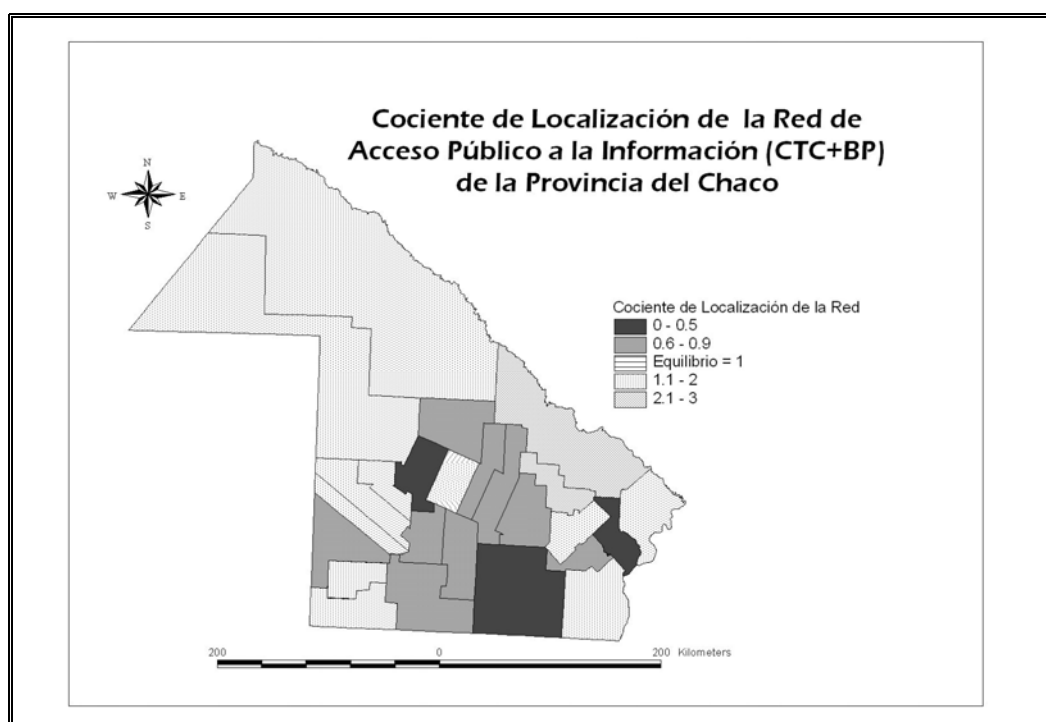 Cociente de Localización de la Red de
Acceso Público a la Información (CTC+BP)
de la Provincia del Chaco
N
W E
S
Cociente de Localización de la Red
0 - 0.5
0.6 - 0.9
Equilibrio = 1
1.1 - 2
2.1 - 3
200 0 200 Kilometers